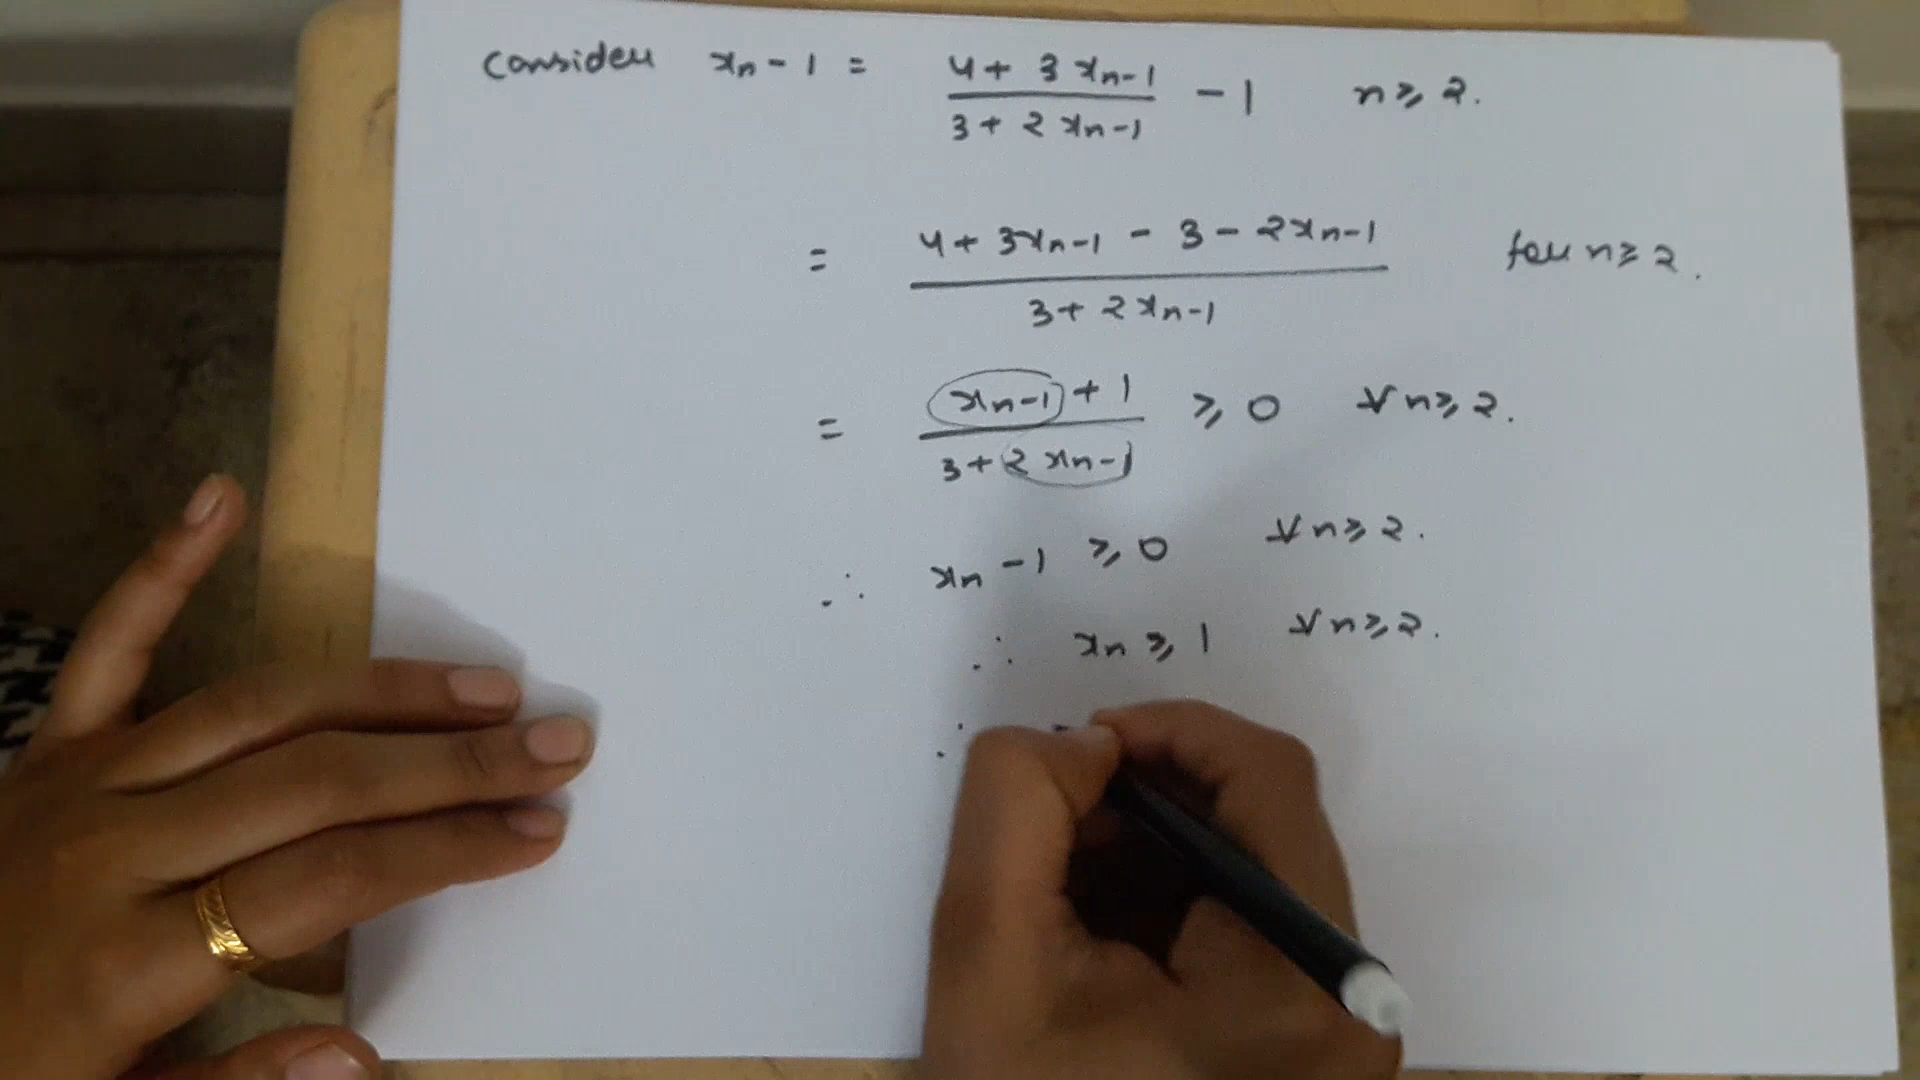 Consider xₙ - 1 = (4 + 3xₙ₋₁)/(3 + 2xₙ₋₁) - 1 n ≥ 2.
= (4 + 3xₙ₋₁ - 3 - 2xₙ₋₁)/(3 + 2xₙ₋₁) for n ≥ 2.
= (xₙ₋₁ + 1)/(3 + 2xₙ₋₁) ≥ 0 ∀ n ≥ 2.
∴ xₙ - 1 ≥ 0 ∀ n ≥ 2.
∴ xₙ ≥ 1 ∀ n ≥ 2.
∴